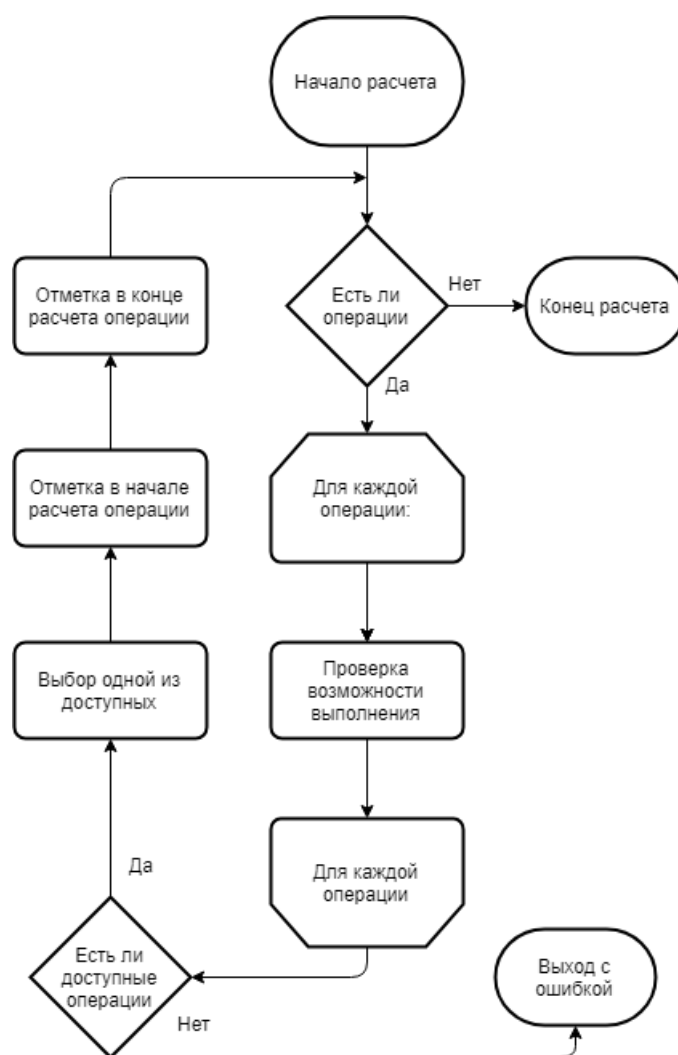 Начало расчета
Отметка в конце
расчета операции
Есть ли
операции
Нет
Конец расчета
Да
Отметка в начале
расчета операции
Для каждой
операции:
Выбор одной из
доступных
Проверка
возможности
выполнения
Да
Для каждой
операции
Есть ли
доступные
операции
Нет
Выход с
ошибкой